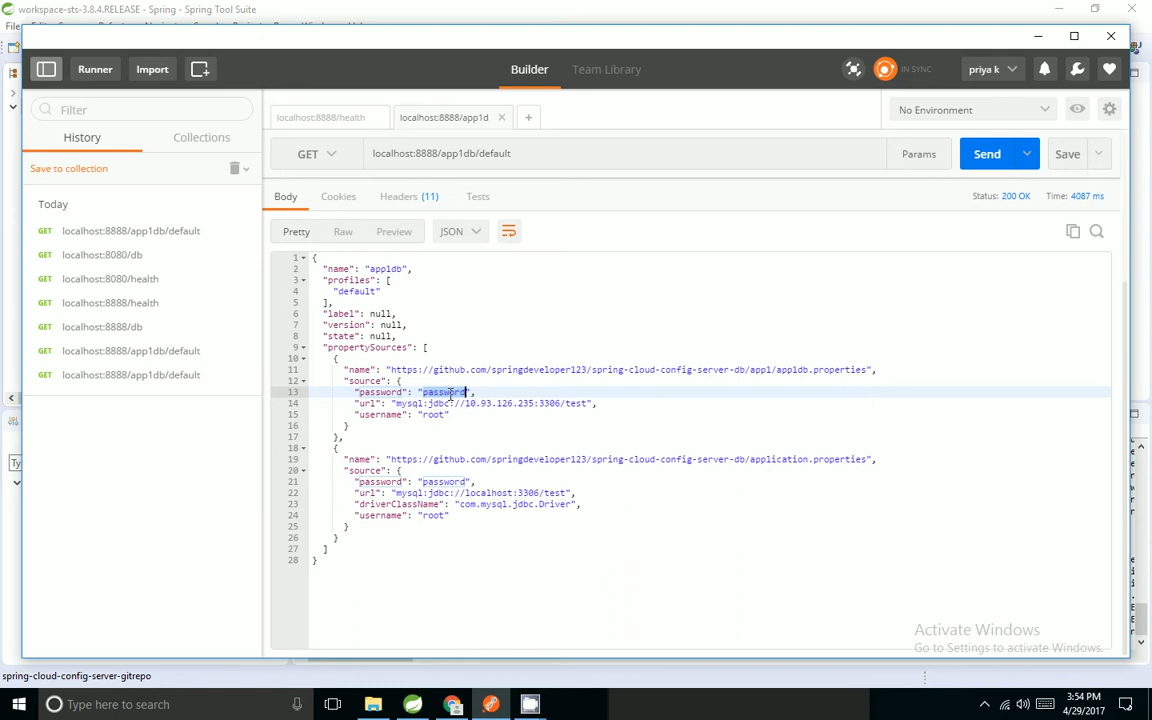 workspace-sts-3.8.4.RELEASE - Spring - Spring Tool Suite
File
Runner
Import
Builder
Team Library
IN SYNC
priya k
Filter
History
Collections
Save to collection
Today
GET localhost:8888/app1db/default
GET localhost:8080/db
GET localhost:8080/health
GET localhost:8888/health
GET localhost:8888/db
GET localhost:8888/app1db/default
GET localhost:8888/app1db/default
localhost:8888/health
localhost:8888/app1d
No Environment
GET
localhost:8888/app1db/default
Params
Send
Save
Body
Cookies
Headers (11)
Tests
Status: 200 OK
Time: 4087 ms
Pretty
Raw
Preview
JSON
1 {
2 "name": "app1db",
3 "profiles": [
4 "default"
5 ],
6 "label": null,
7 "version": null,
8 "state": null,
9 "propertySources": [
10 {
11 "name": "https://github.com/springdeveloper123/spring-cloud-config-server-db/app1/app1db.properties",
12 "source": {
13 "password": "password",
14 "url": "mysql:jdbc://10.93.126.235:3306/test",
15 "username": "root"
16 }
17 },
18 {
19 "name": "https://github.com/springdeveloper123/spring-cloud-config-server-db/application.properties",
20 "source": {
21 "password": "password",
22 "url": "mysql:jdbc://localhost:3306/test",
23 "driverClassName": "com.mysql.jdbc.Driver",
24 "username": "root"
25 }
26 }
27 ]
28 }
Activate Windows
Go to Settings to activate Windows.
spring-cloud-config-server-gitrepo
Type here to search
3:54 PM
4/29/2017